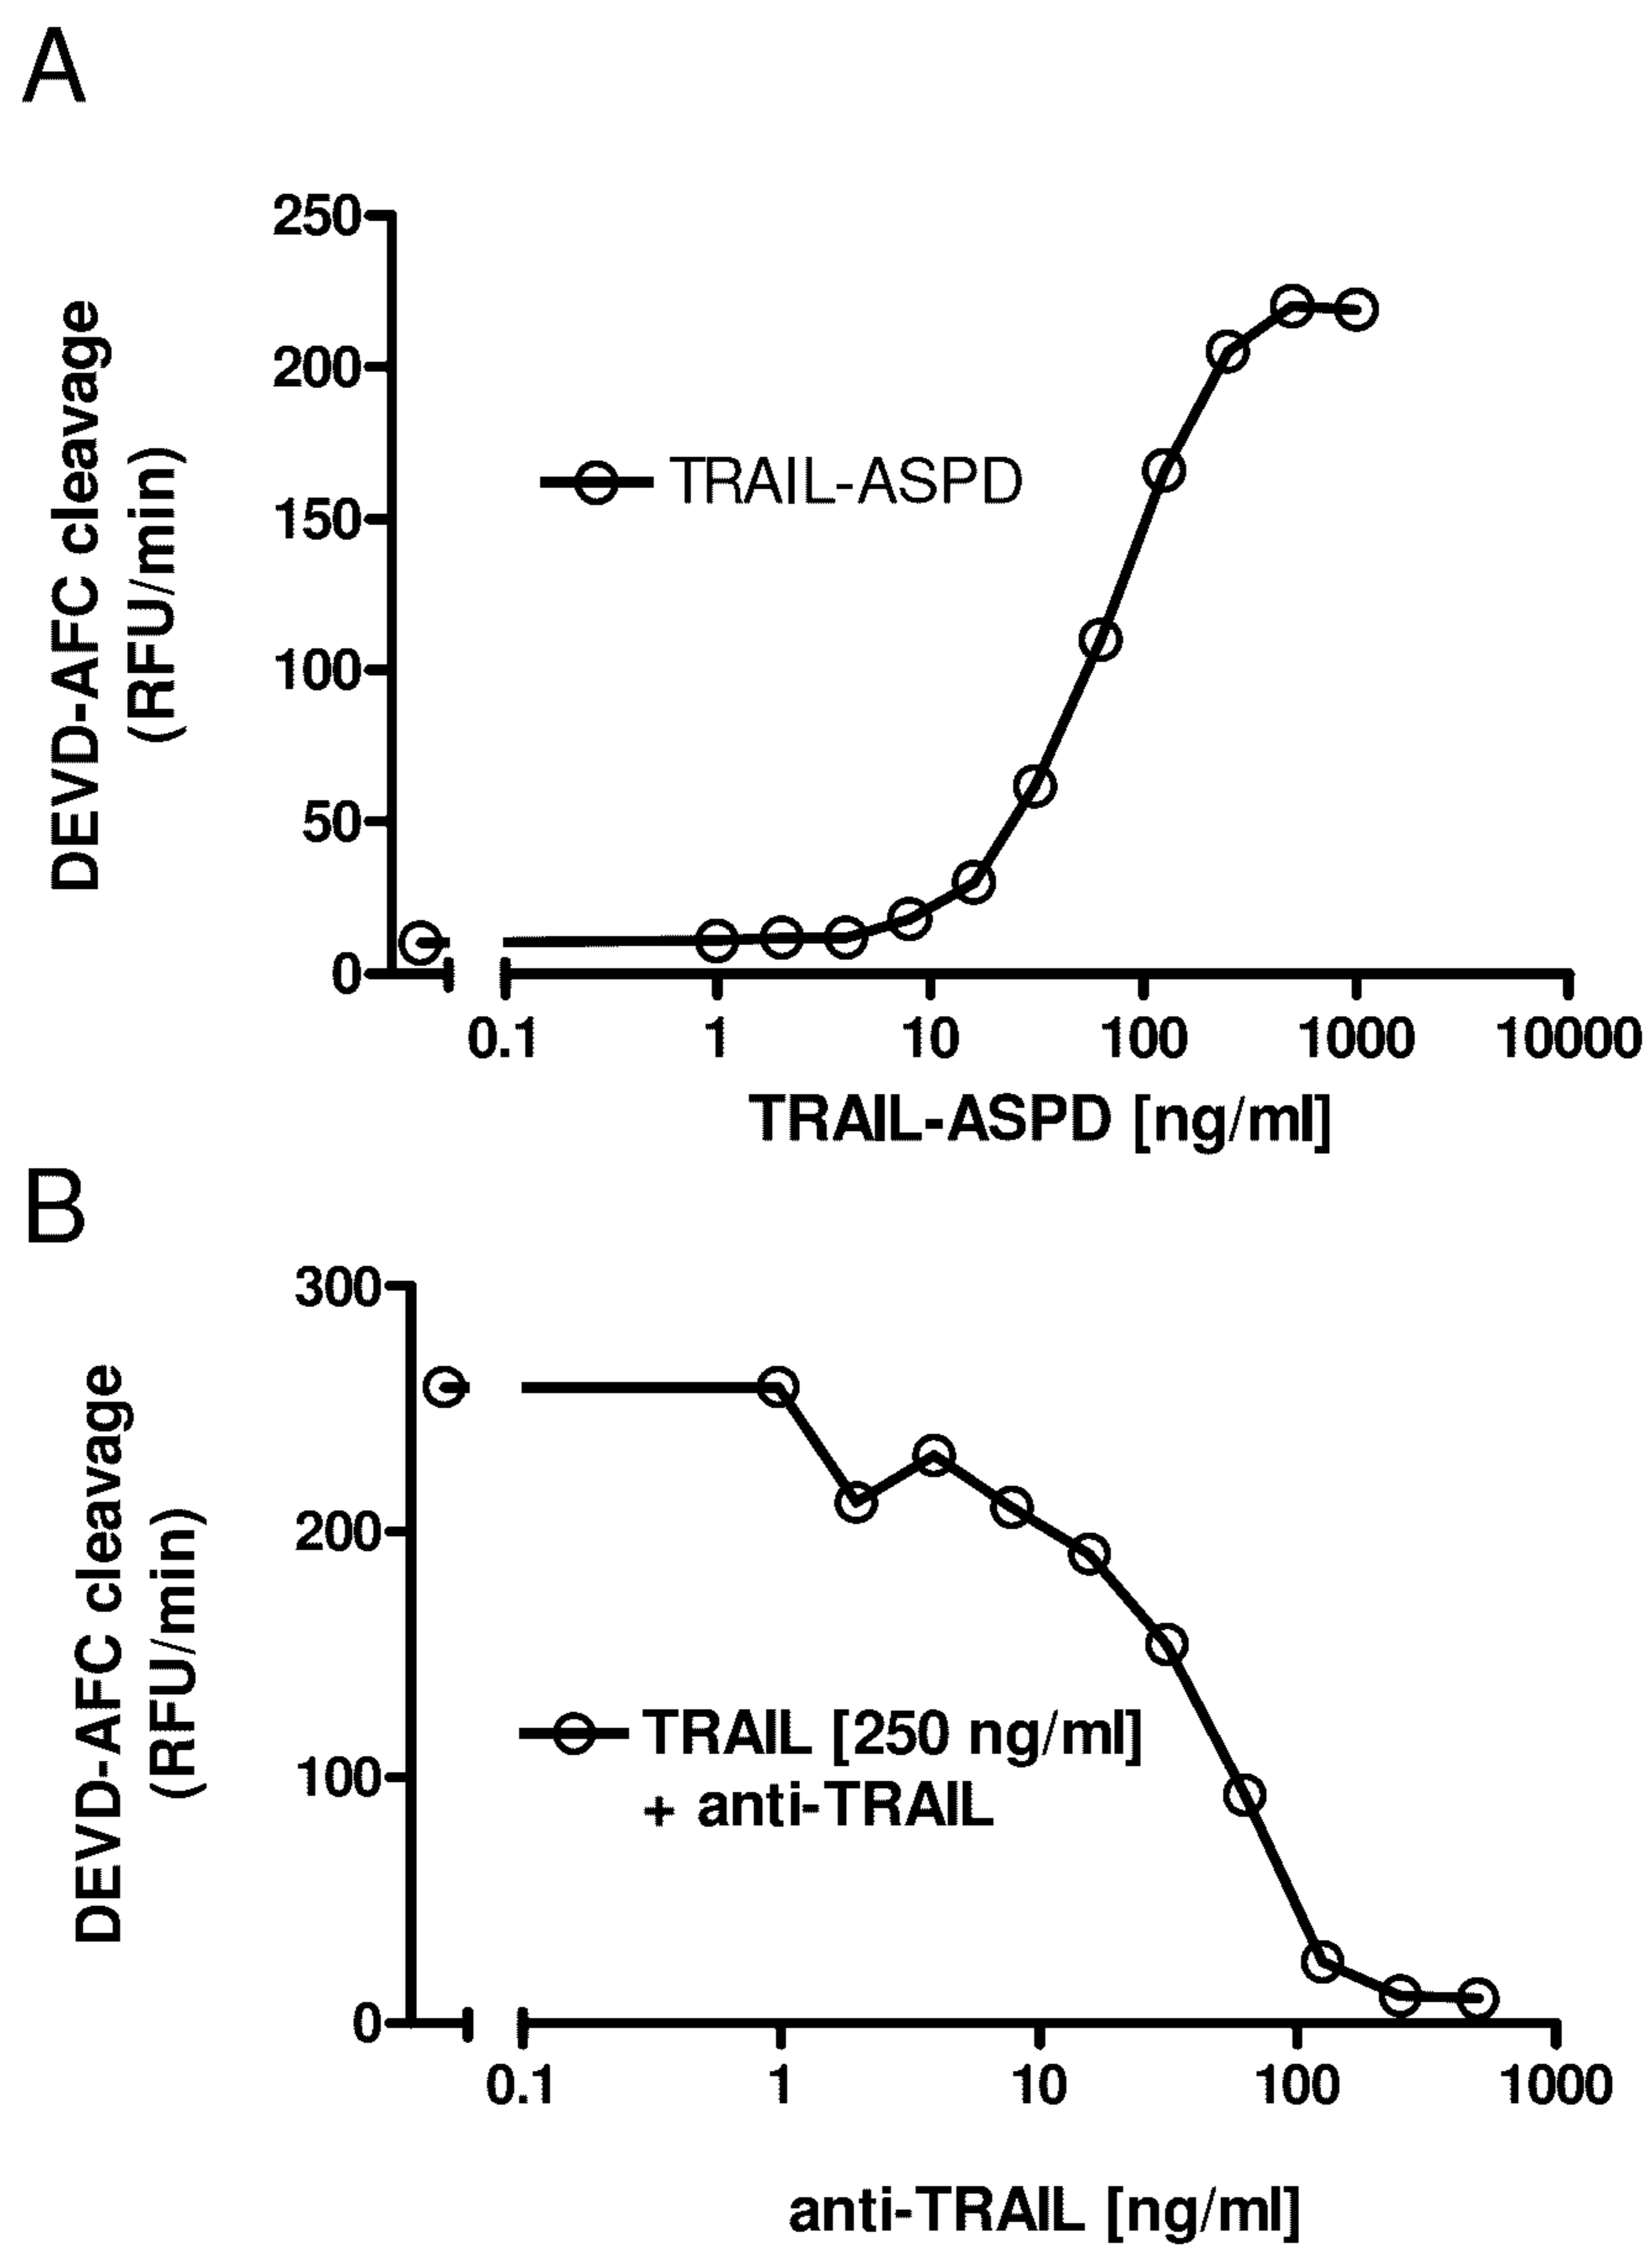 A
250
200
150
100
50
0
DEVD-AFC cleavage
(RFU/min)
TRAIL-ASPD
0.1 1 10 100 1000 10000
TRAIL-ASPD [ng/ml]
B
300
200
100
0
DEVD-AFC cleavage
(RFU/min)
TRAIL [250 ng/ml]
+ anti-TRAIL
0.1 1 10 100 1000
anti-TRAIL [ng/ml]